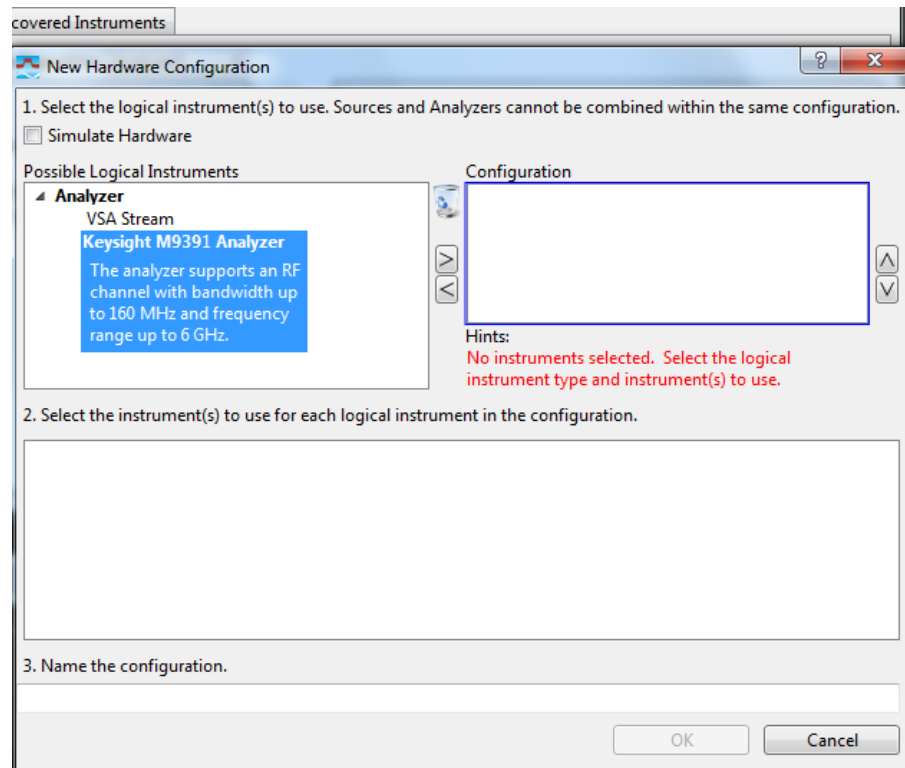 covered Instruments
New Hardware Configuration
?
X
1. Select the logical instrument(s) to use. Sources and Analyzers cannot be combined within the same configuration.
Simulate Hardware
Possible Logical Instruments
Configuration
Analyzer
VSA Stream
Keysight M9391 Analyzer
The analyzer supports an RF
channel with bandwidth up
to 160 MHz and frequency
range up to 6 GHz.
>
<
Hints:
No instruments selected.  Select the logical
instrument type and instrument(s) to use.
2. Select the instrument(s) to use for each logical instrument in the configuration.
3. Name the configuration.
OK
Cancel